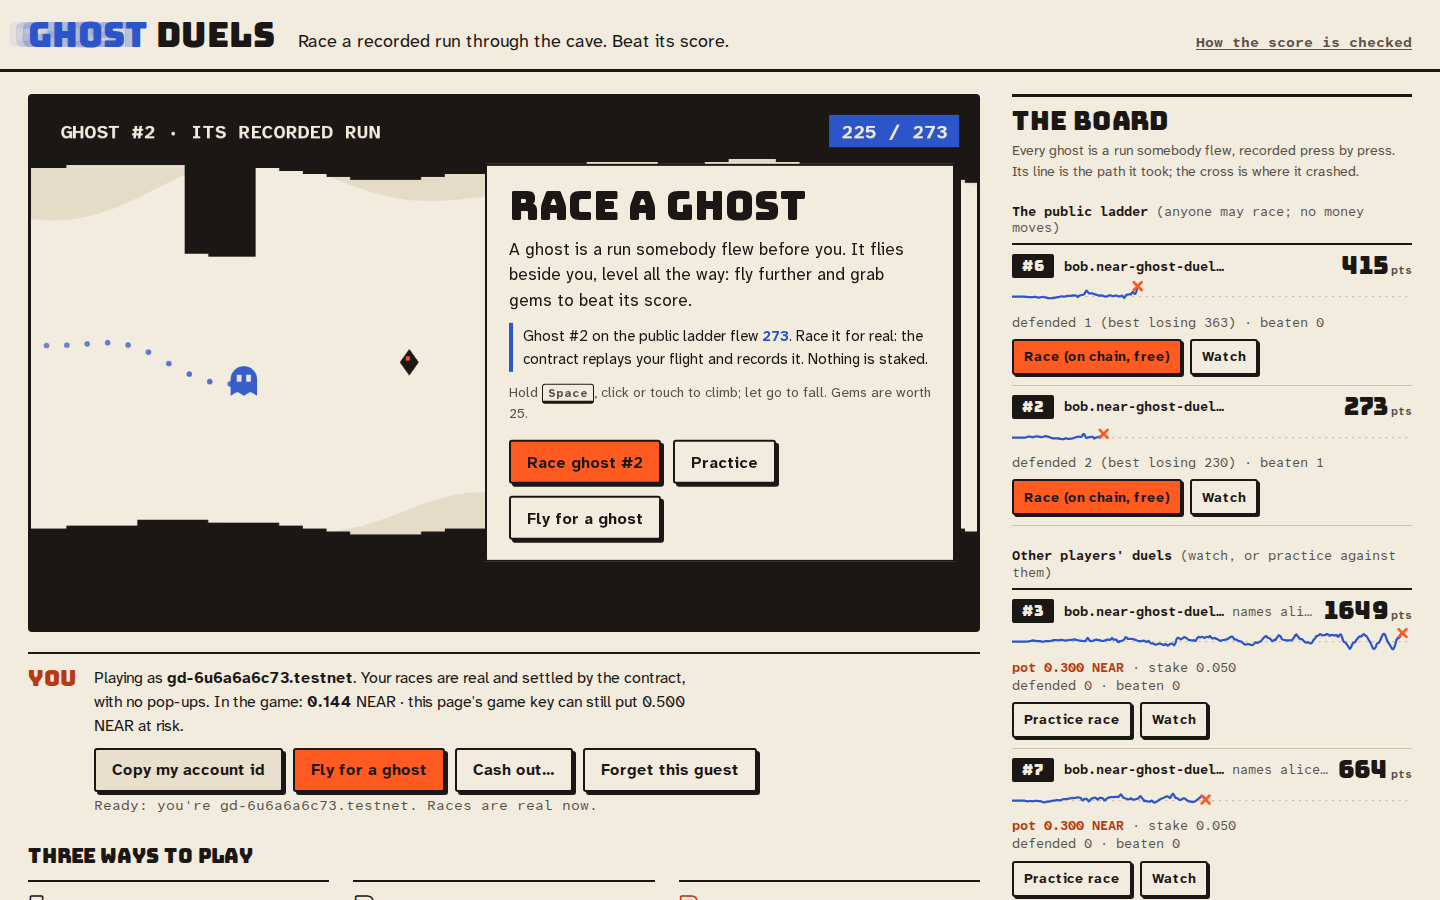 GHOST DUELS
Race a recorded run through the cave. Beat its score.
How the score is checked
GHOST #2 · ITS RECORDED RUN
225 / 273
RACE A GHOST
A ghost is a run somebody flew before you. It flies
beside you, level all the way: fly further and grab
gems to beat its score.
Ghost #2 on the public ladder flew 273. Race it for real: the
contract replays your flight and records it. Nothing is staked.
Hold Space, click or touch to climb; let go to fall. Gems are worth
25.
Race ghost #2
Practice
Fly for a ghost
YOU
Playing as gd-6u6a6a6c73.testnet. Your races are real and settled by the contract,
with no pop-ups. In the game: 0.144 NEAR · this page's game key can still put 0.500
NEAR at risk.
Copy my account id
Fly for a ghost
Cash out…
Forget this guest
Ready: you're gd-6u6a6a6c73.testnet. Races are real now.
THREE WAYS TO PLAY
THE BOARD
Every ghost is a run somebody flew, recorded press by press.
Its line is the path it took; the cross is where it crashed.
The public ladder (anyone may race; no money
moves)
#6 bob.near-ghost-duel… 415 pts
defended 1 (best losing 363) · beaten 0
Race (on chain, free)
Watch
#2 bob.near-ghost-duel… 273 pts
defended 2 (best losing 230) · beaten 1
Race (on chain, free)
Watch
Other players' duels (watch, or practice against
them)
#3 bob.near-ghost-duel… names ali… 1649 pts
pot 0.300 NEAR · stake 0.050
defended 0 · beaten 0
Practice race
Watch
#7 bob.near-ghost-duel… names alice… 664 pts
pot 0.300 NEAR · stake 0.050
defended 0 · beaten 0
Practice race
Watch